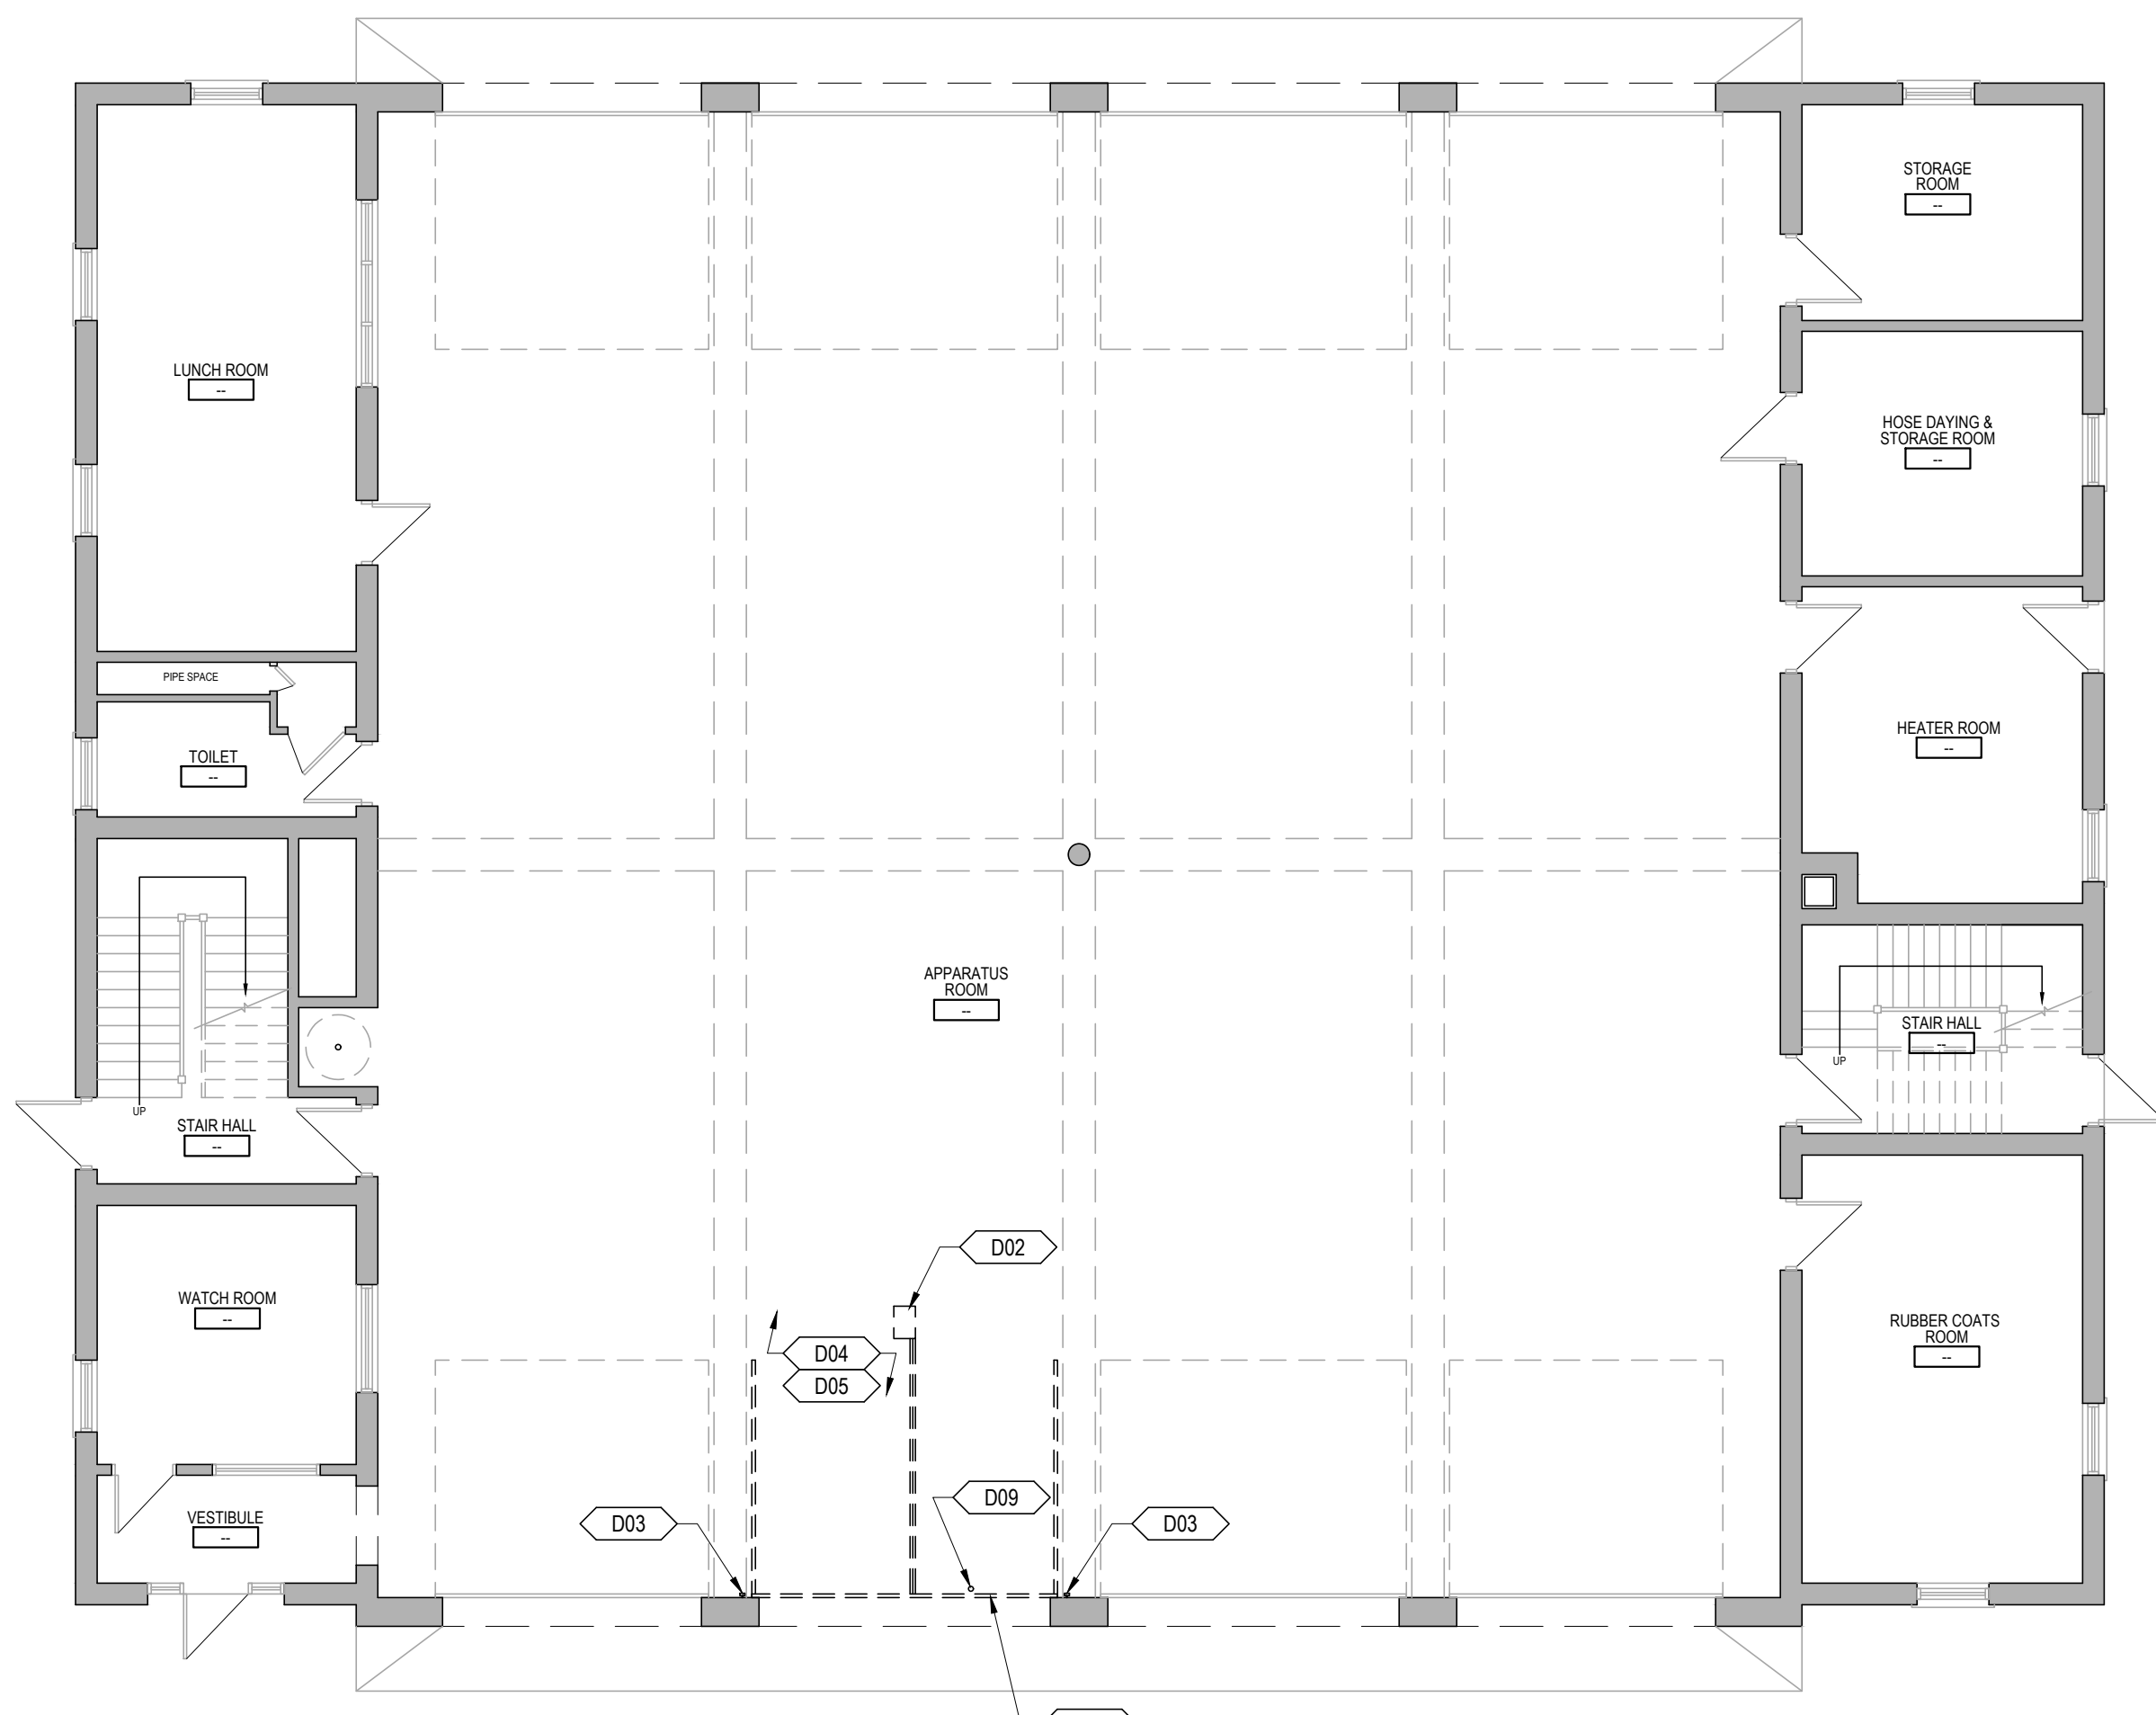 STORAGE
ROOM
--
LUNCH ROOM
--
HOSE DAYING &
STORAGE ROOM
--
PIPE SPACE
TOILET
--
HEATER ROOM
--
APPARATUS
ROOM
--
STAIR HALL
--
UP
UP
STAIR HALL
--
D02
WATCH ROOM
--
RUBBER COATS
ROOM
--
D04
D05
D09
D03
D03
VESTIBULE
--